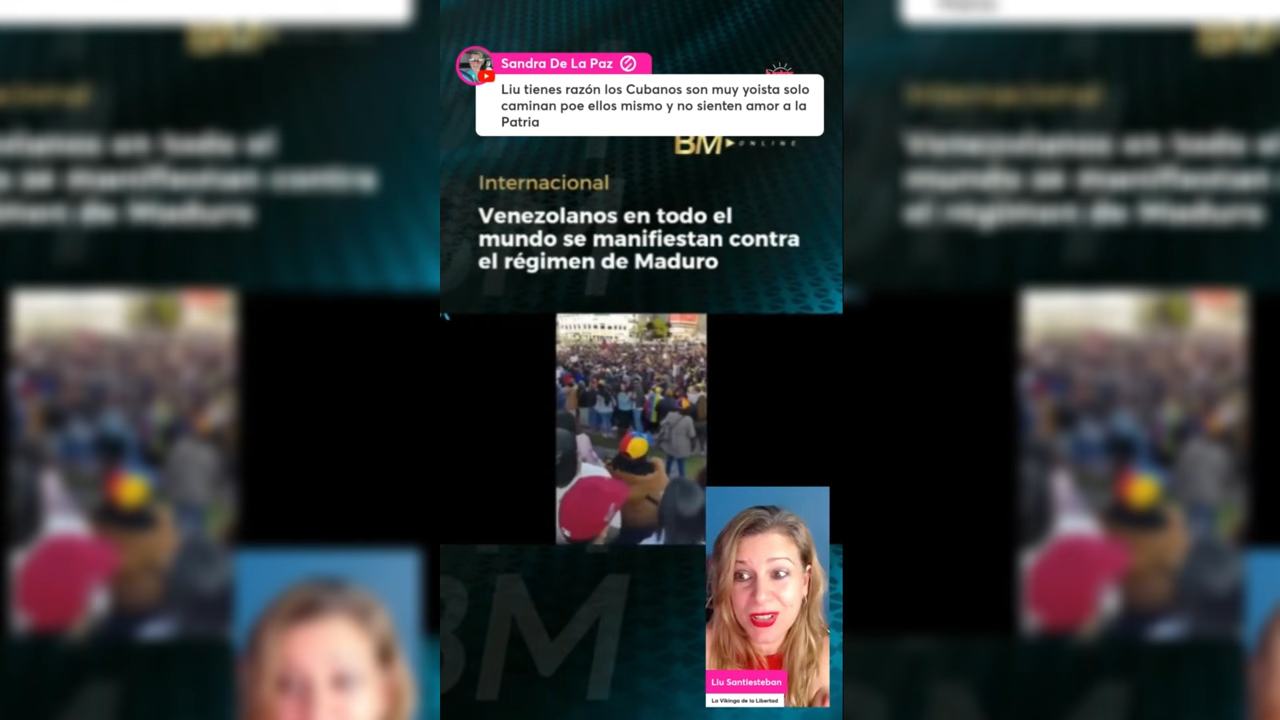 Sandra De La Paz
Liu tienes razón los Cubanos son muy yoista solo
caminan poe ellos mismo y no sienten amor a la
Patria
BM ONLINE
Internacional
Venezolanos en todo el
mundo se manifiestan contra
el régimen de Maduro
BM
Liu Santiesteban
La Vikinga de la Libertad